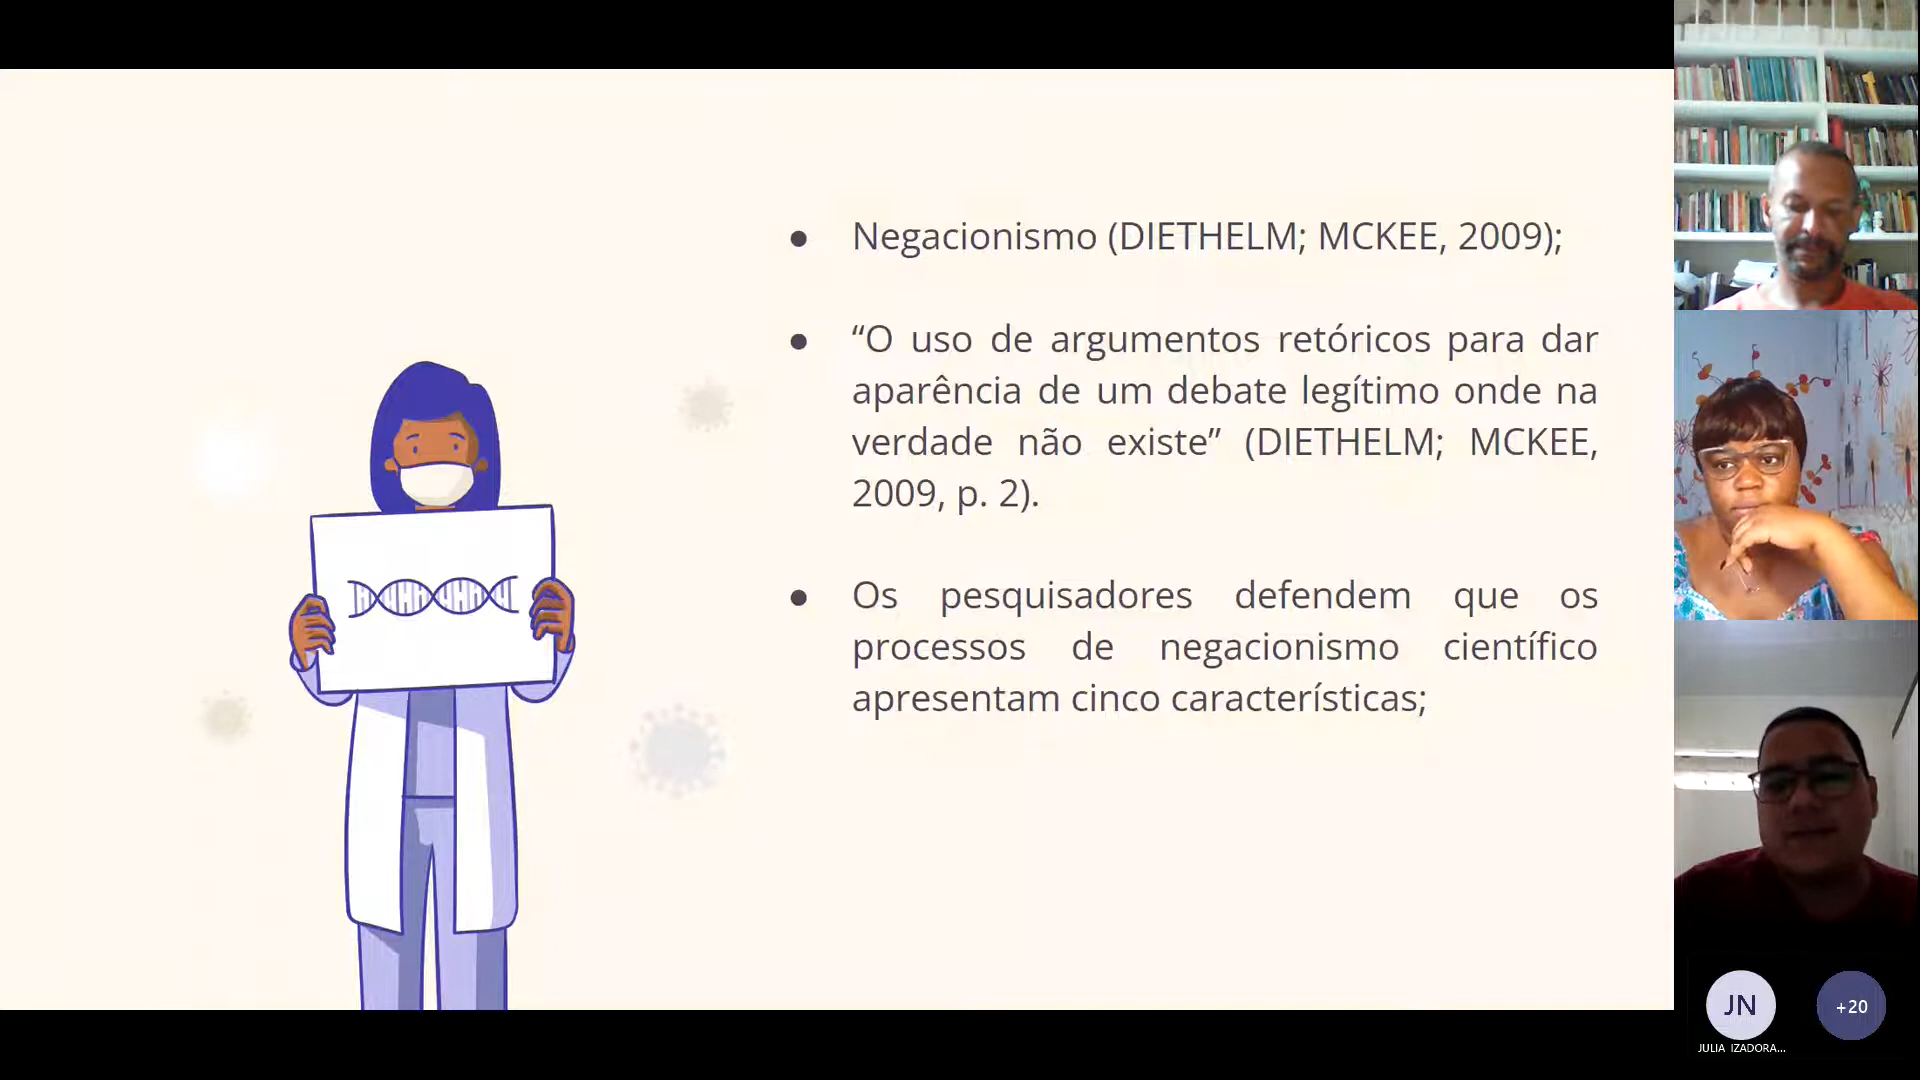 ● Negacionismo (DIETHELM; MCKEE, 2009);
● “O uso de argumentos retóricos para dar
aparência de um debate legítimo onde na
verdade não existe” (DIETHELM; MCKEE,
2009, p. 2).
● Os pesquisadores defendem que os
processos de negacionismo científico
apresentam cinco características;
JN
+20
JULIA IZADORA...